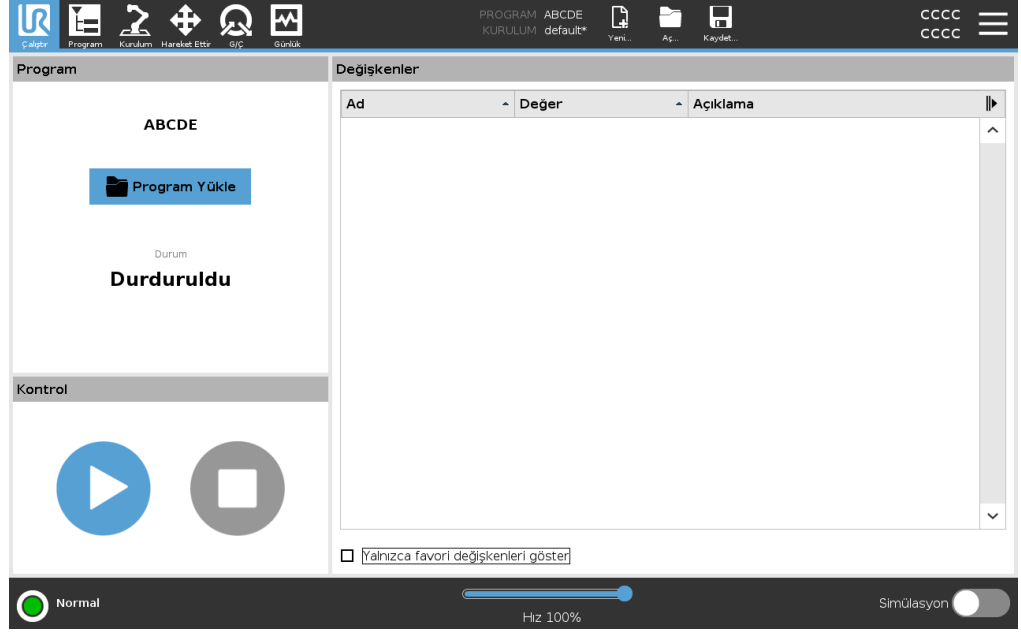 Çalıştır
Program
Kurulum
Hareket Ettir
G/Ç
Günlük
PROGRAM ABCDE
KURULUM default*
Yeni...
Aç...
Kaydet...
CCCC
CCCC
Program
ABCDE
Program Yükle
Durum
Durduruldu
Kontrol
Değişkenler
Ad
Değer
Açıklama
Yalnızca favori değişkenleri göster
Normal
Hız 100%
Simülasyon